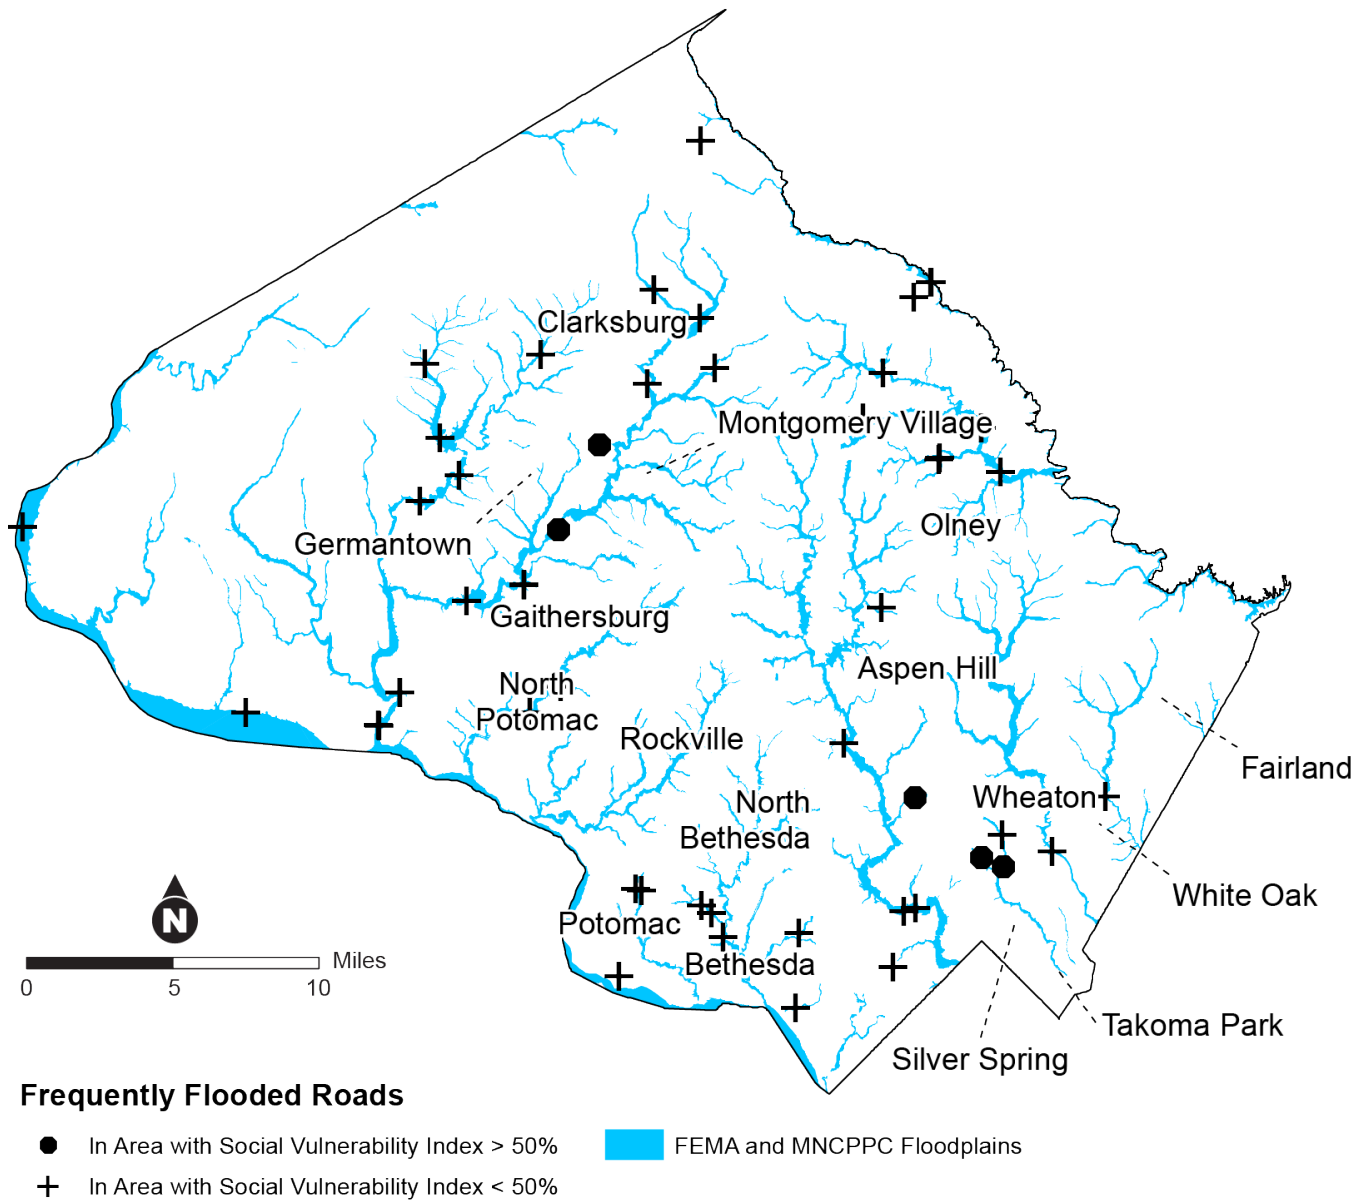 Clarksburg
Montgomery Village
Olney
Germantown
Gaithersburg
Aspen Hill
North
Potomac
Rockville
Fairland
North
Bethesda
Wheaton
White Oak
Potomac
Bethesda
Takoma Park
Silver Spring
N
Miles
0 5 10
Frequently Flooded Roads
In Area with Social Vulnerability Index > 50%
FEMA and MNCPPC Floodplains
In Area with Social Vulnerability Index < 50%